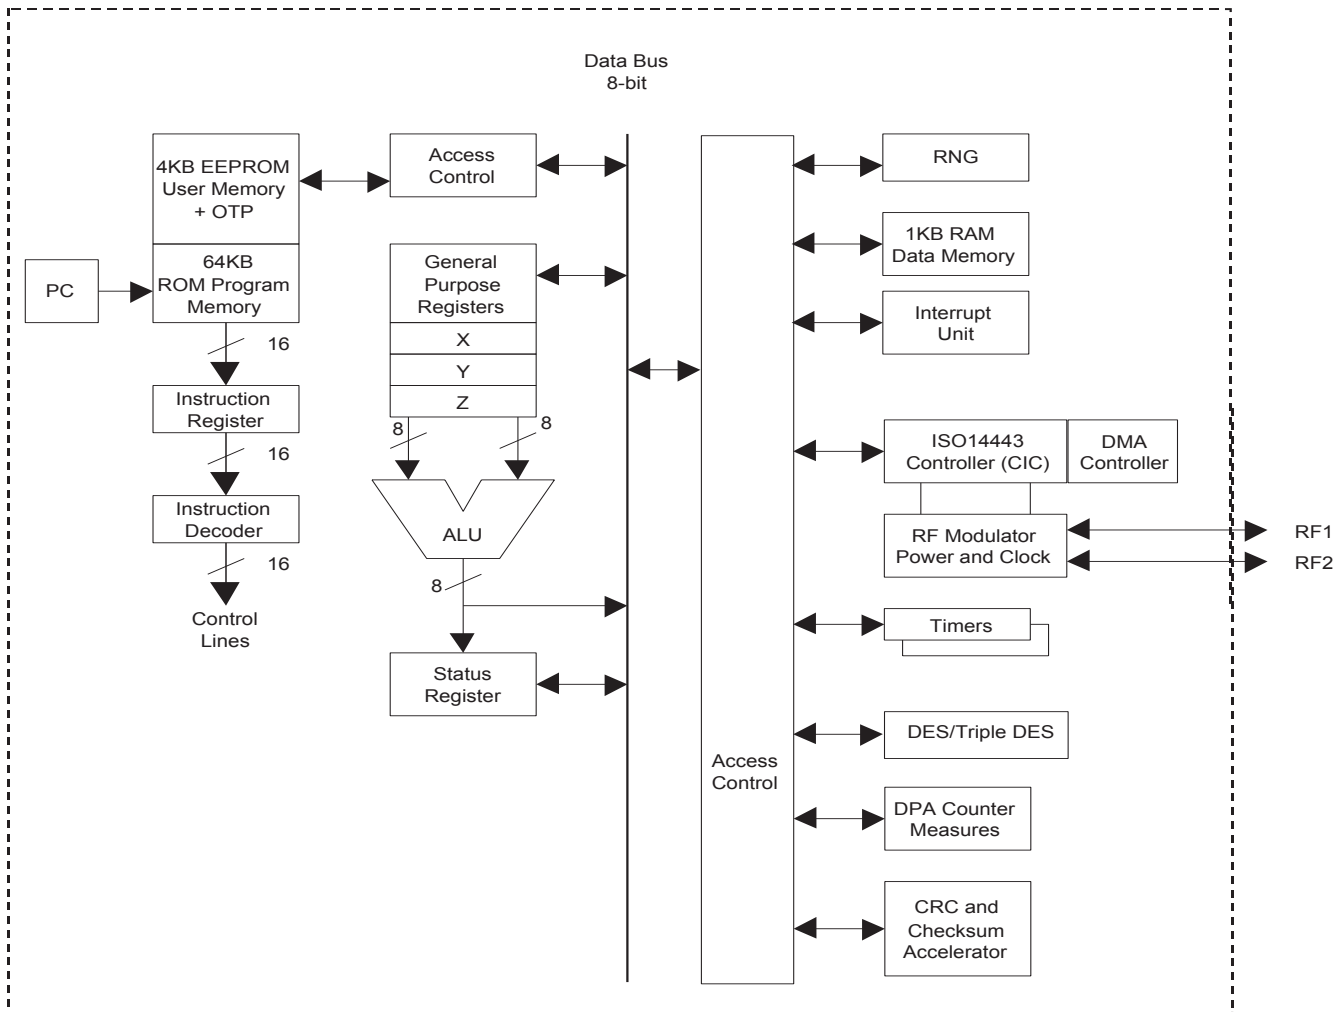 Data Bus
8-bit
4KB EEPROM
User Memory
+ OTP
64KB
ROM Program
Memory
PC
16
Instruction
Register
16
Instruction
Decoder
16
Control
Lines
Access
Control
General
Purpose
Registers
X
Y
Z
8
8
ALU
8
Status
Register
Access
Control
RNG
1KB RAM
Data Memory
Interrupt
Unit
ISO14443
Controller (CIC)
DMA
Controller
RF Modulator
Power and Clock
RF1
RF2
Timers
DES/Triple DES
DPA Counter
Measures
CRC and
Checksum
Accelerator